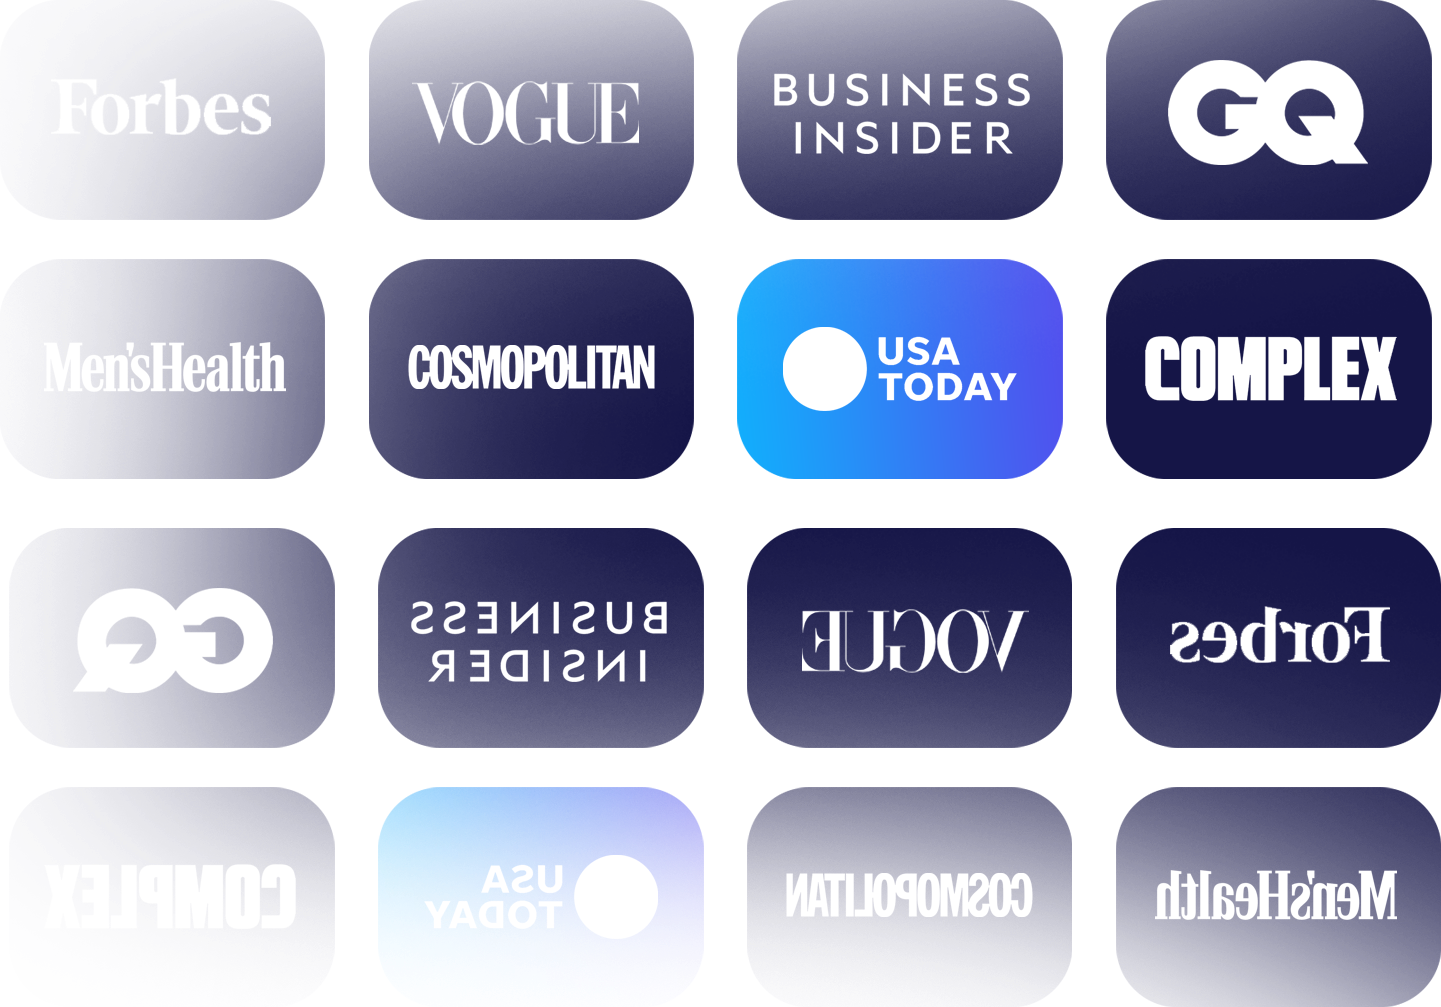 Forbes
VOGUE
BUSINESS
INSIDER
GQ
Men'sHealth
COSMOPOLITAN
USA
TODAY
COMPLEX
GQ
BUSINESS
INSIDER
VOGUE
Forbes
COMPLEX
USA
TODAY
COSMOPOLITAN
Men'sHealth